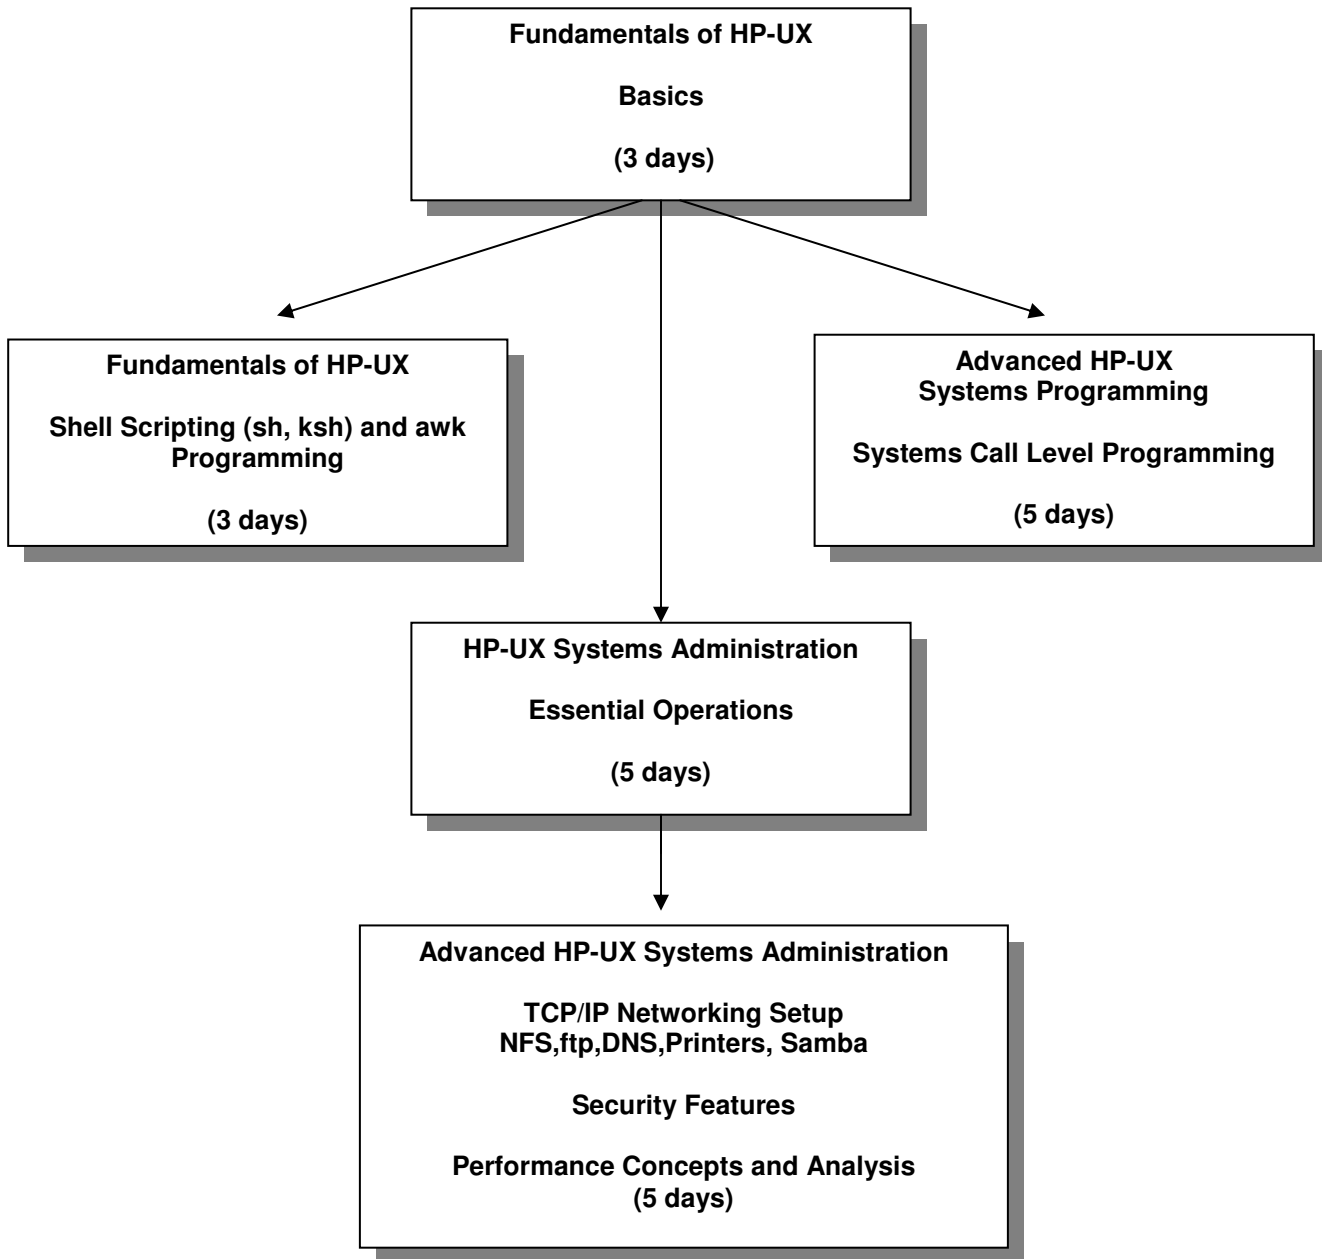 Fundamentals of HP-UX
Basics
(3 days)
Fundamentals of HP-UX
Shell Scripting (sh, ksh) and awk
Programming
(3 days)
Advanced HP-UX
Systems Programming
Systems Call Level Programming
(5 days)
HP-UX Systems Administration
Essential Operations
(5 days)
Advanced HP-UX Systems Administration
TCP/IP Networking Setup
NFS,ftp,DNS,Printers, Samba
Security Features
Performance Concepts and Analysis
(5 days)